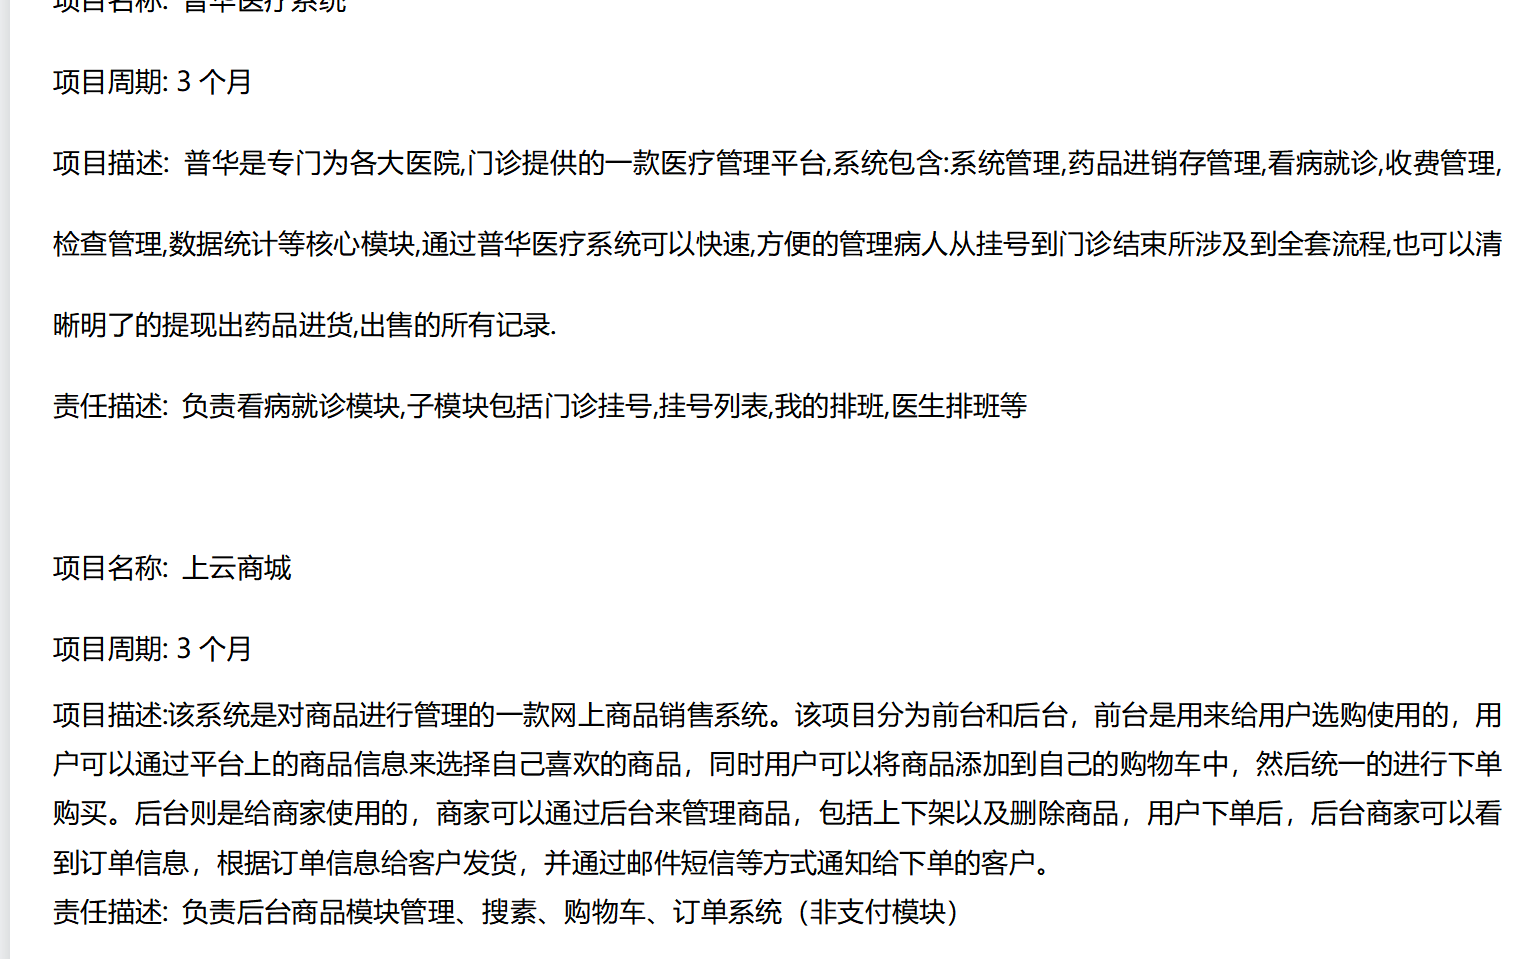 项目名称: 普华医疗系统
项目周期: 3 个月
项目描述: 普华是专门为各大医院,门诊提供的一款医疗管理平台,系统包含:系统管理,药品进销存管理,看病就诊,收费管理,
检查管理,数据统计等核心模块,通过普华医疗系统可以快速,方便的管理病人从挂号到门诊结束所涉及到全套流程,也可以清
晰明了的提现出药品进货,出售的所有记录.
责任描述: 负责看病就诊模块,子模块包括门诊挂号,挂号列表,我的排班,医生排班等
项目名称: 上云商城
项目周期: 3 个月
项目描述:该系统是对商品进行管理的一款网上商品销售系统。该项目分为前台和后台，前台是用来给用户选购使用的，用
户可以通过平台上的商品信息来选择自己喜欢的商品，同时用户可以将商品添加到自己的购物车中，然后统一的进行下单
购买。后台则是给商家使用的，商家可以通过后台来管理商品，包括上下架以及删除商品，用户下单后，后台商家可以看
到订单信息，根据订单信息给客户发货，并通过邮件短信等方式通知给下单的客户。
责任描述: 负责后台商品模块管理、搜素、购物车、订单系统（非支付模块）